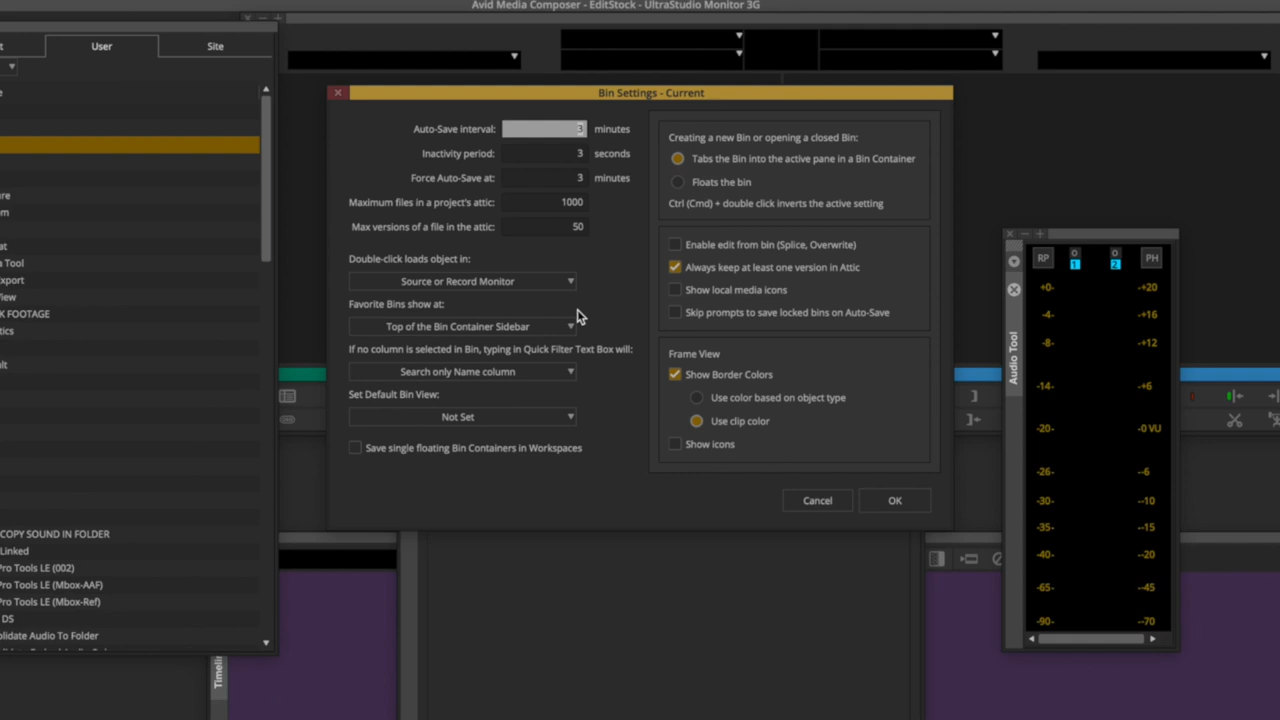 Avid Media Composer - EditStock - UltraStudio Monitor 3G
User
Site
A Tool
Export
View
K FOOTAGE
COPY SOUND IN FOLDER
Linked
Pro Tools LE (002)
Pro Tools LE (Mbox-AAF)
Pro Tools LE (Mbox-Ref)
DS
olidate Audio To Folder
Bin Settings - Current
Auto-Save interval: 3 minutes
Inactivity period: 3 seconds
Force Auto-Save at: 3 minutes
Maximum files in a project's attic: 1000
Max versions of a file in the attic: 50
Double-click loads object in:
Source or Record Monitor
Favorite Bins show at:
Top of the Bin Container Sidebar
If no column is selected in Bin, typing in Quick Filter Text Box will:
Search only Name column
Set Default Bin View:
Not Set
Save single floating Bin Containers in Workspaces
Creating a new Bin or opening a closed Bin:
Tabs the Bin into the active pane in a Bin Container
Floats the bin
Ctrl (Cmd) + double click inverts the active setting
Enable edit from bin (Splice, Overwrite)
Always keep at least one version in Attic
Show local media icons
Skip prompts to save locked bins on Auto-Save
Frame View
Show Border Colors
Use color based on object type
Use clip color
Show icons
Cancel
OK
Audio Tool
RP 0 0 PH
1 2
+0- -+20
-4- -+16
-8- -+12
-14- -+6
-20- -0 VU
-26- --6
-30- --10
-35- --15
-40- --20
-65- --45
-90- --70
Timeli